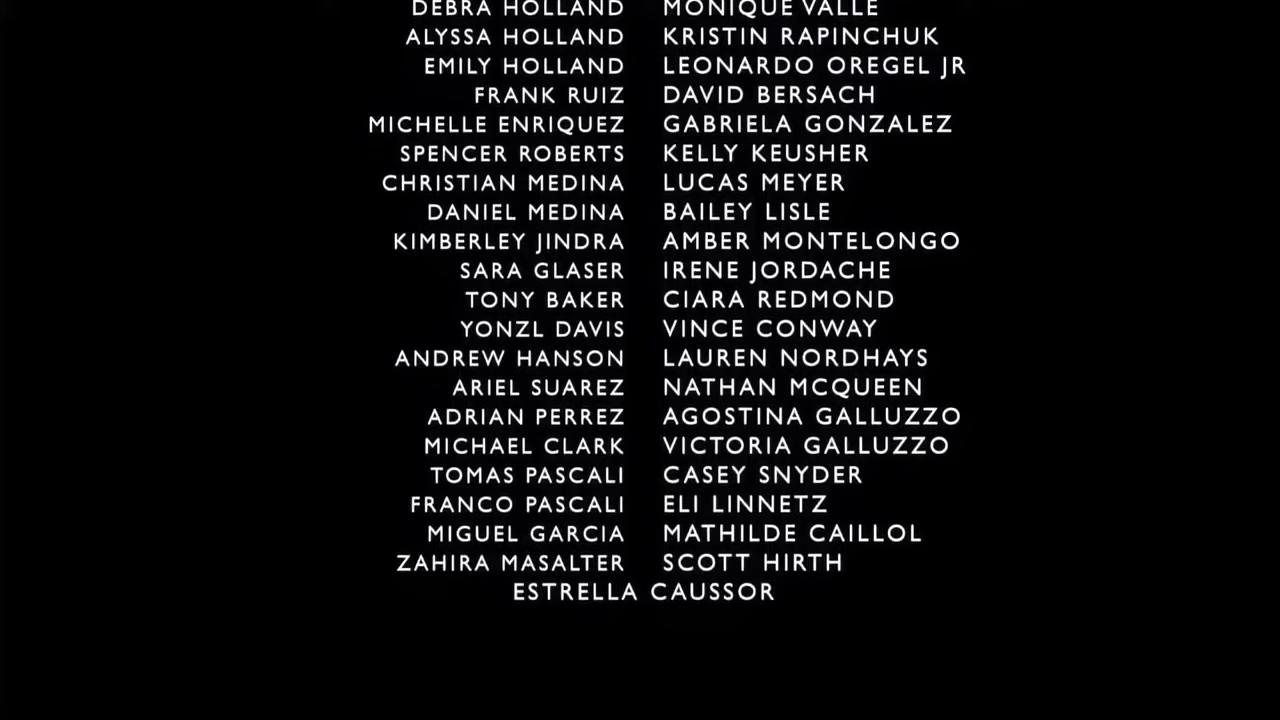 DEBRA HOLLAND MONIQUE VALLE
ALYSSA HOLLAND KRISTIN RAPINCHUK
EMILY HOLLAND LEONARDO OREGEL JR
FRANK RUIZ DAVID BERSACH
MICHELLE ENRIQUEZ GABRIELA GONZALEZ
SPENCER ROBERTS KELLY KEUSHER
CHRISTIAN MEDINA LUCAS MEYER
DANIEL MEDINA BAILEY LISLE
KIMBERLEY JINDRA AMBER MONTELONGO
SARA GLASER IRENE JORDACHE
TONY BAKER CIARA REDMOND
YONZL DAVIS VINCE CONWAY
ANDREW HANSON LAUREN NORDHAYS
ARIEL SUAREZ NATHAN MCQUEEN
ADRIAN PERREZ AGOSTINA GALLUZZO
MICHAEL CLARK VICTORIA GALLUZZO
TOMAS PASCALI CASEY SNYDER
FRANCO PASCALI ELI LINNETZ
MIGUEL GARCIA MATHILDE CAILLOL
ZAHIRA MASALTER SCOTT HIRTH
ESTRELLA CAUSSOR